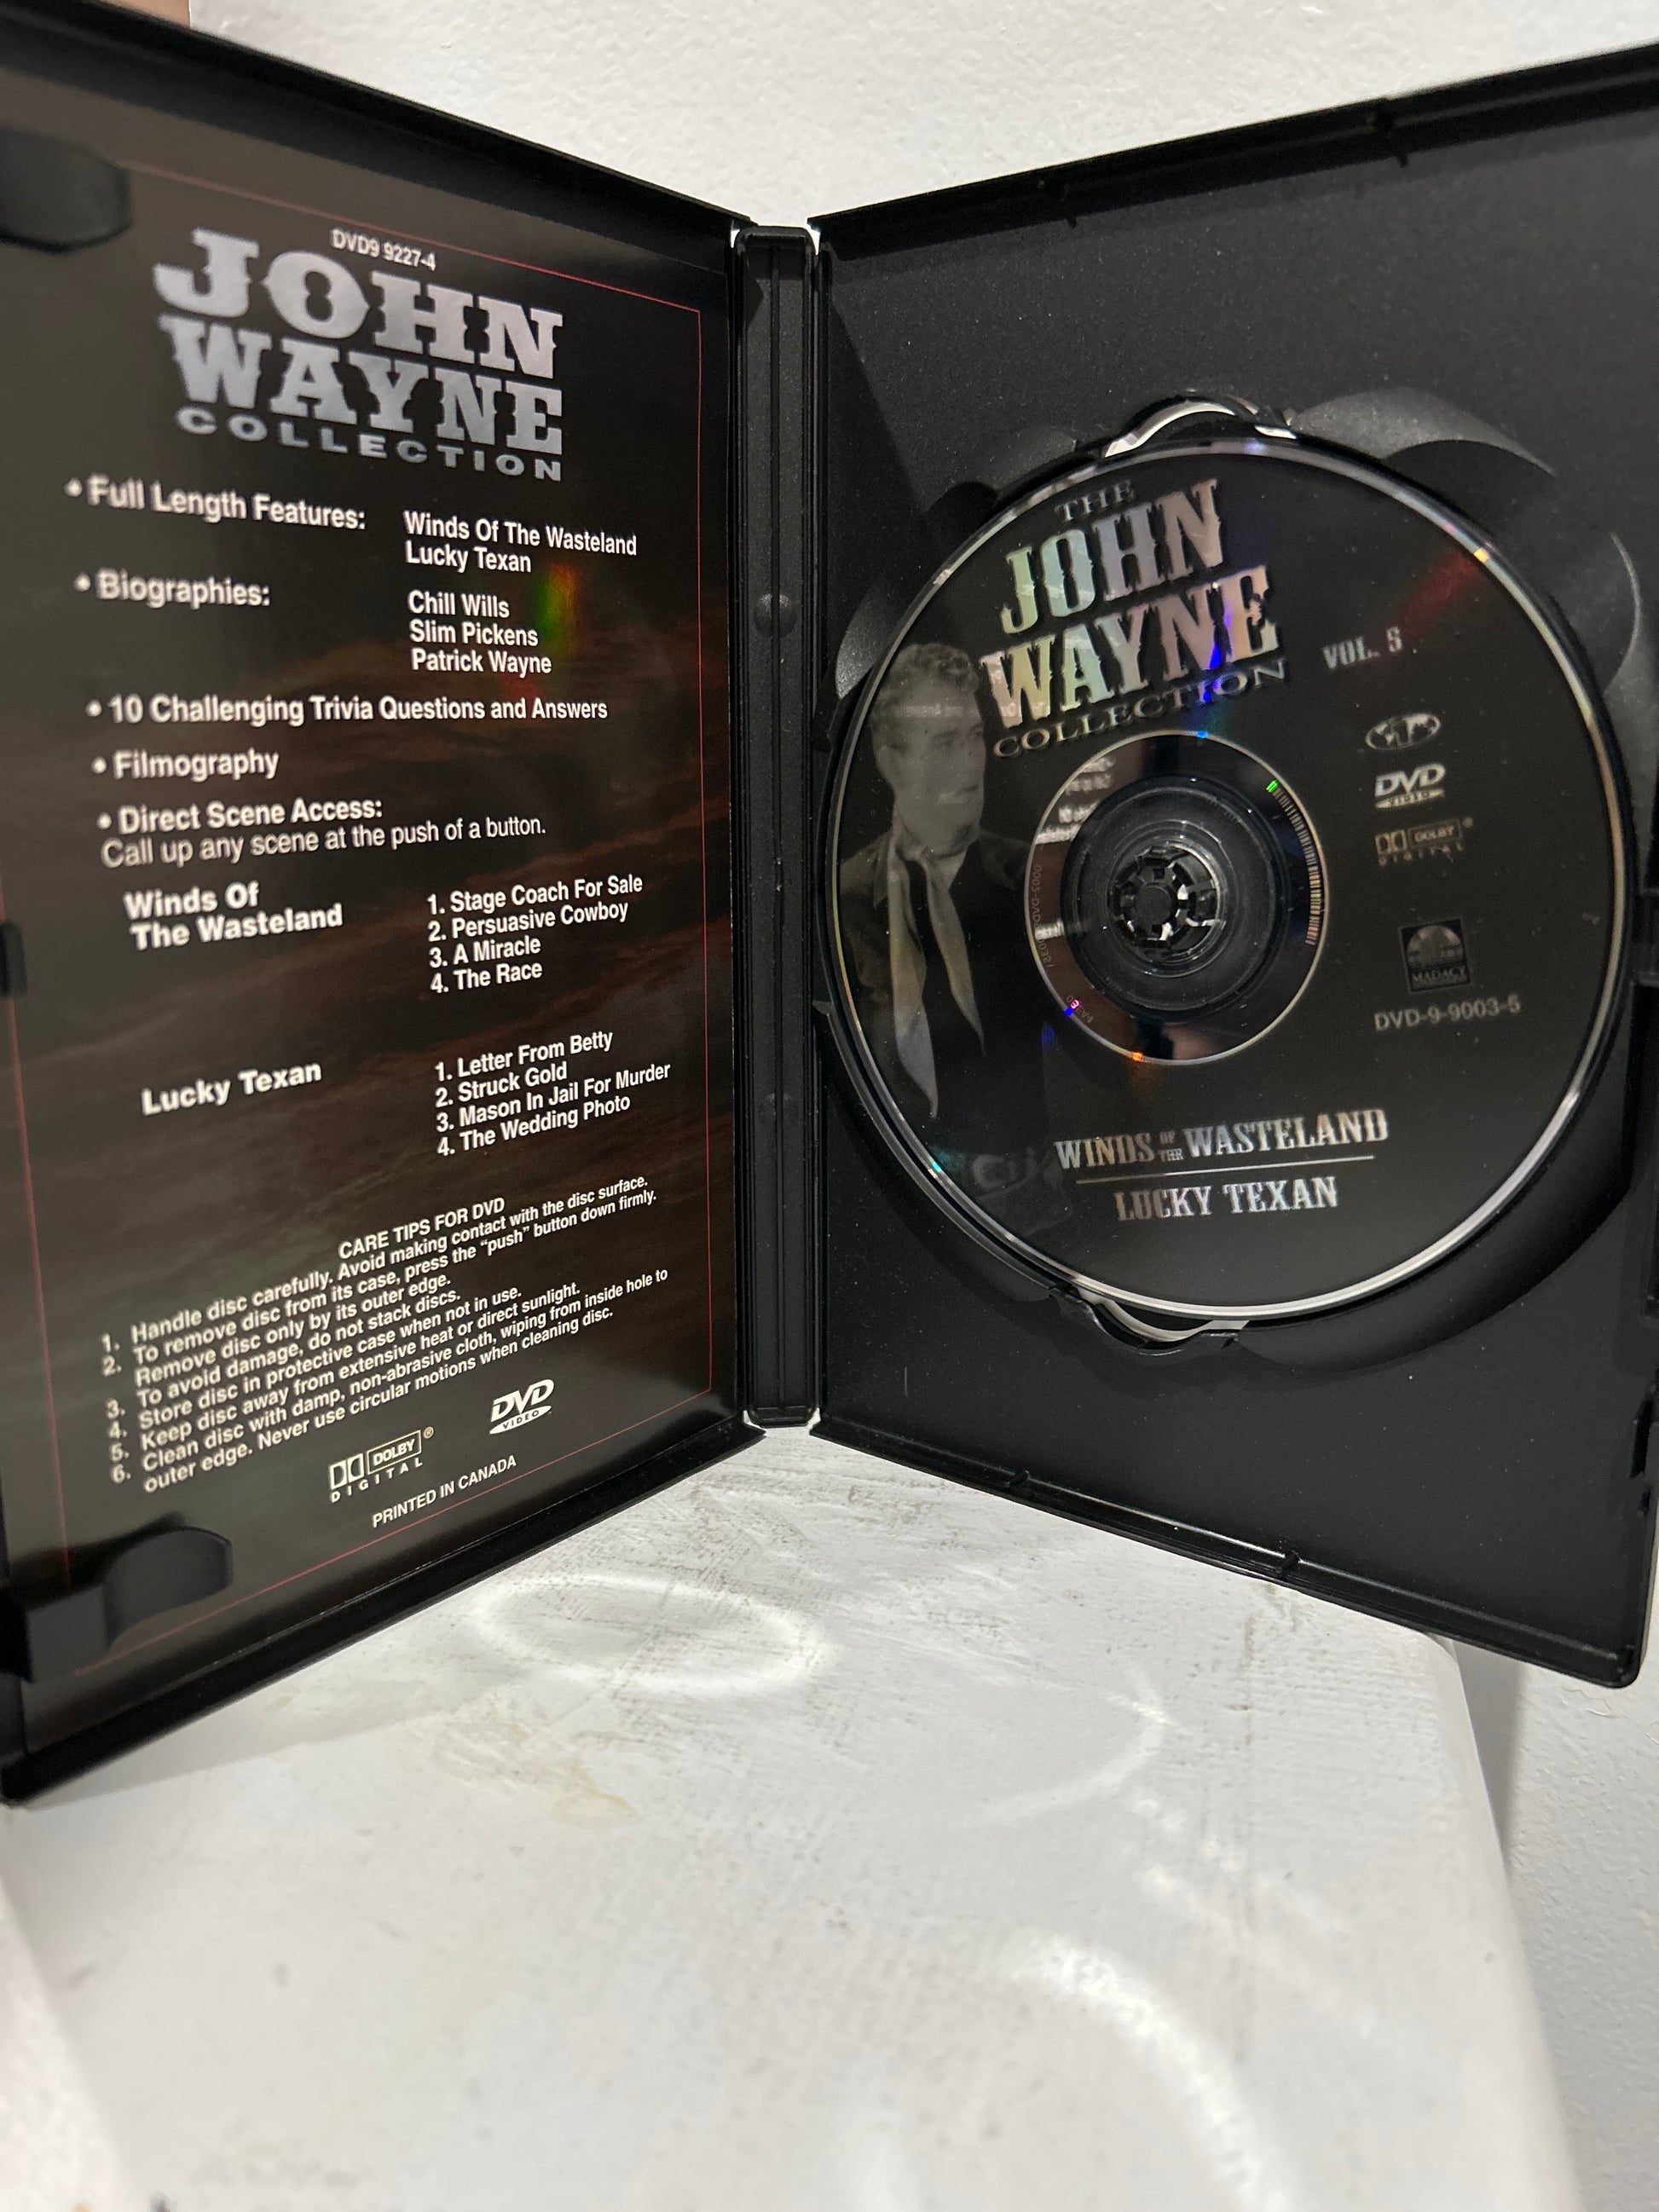 DVD9 9227-4
JOHN
WAYNE
COLLECTION
• Full Length Features: Winds Of The Wasteland
Lucky Texan
• Biographies: Chill Wills
Slim Pickens
Patrick Wayne
• 10 Challenging Trivia Questions and Answers
• Filmography
• Direct Scene Access:
Call up any scene at the push of a button.
Winds Of
The Wasteland
1. Stage Coach For Sale
2. Persuasive Cowboy
3. A Miracle
4. The Race
Lucky Texan
1. Letter From Betty
2. Struck Gold
3. Mason In Jail For Murder
4. The Wedding Photo
CARE TIPS FOR DVD
1. Handle disc carefully. Avoid making contact with the disc surface.
2. To remove disc from its case, press the "push" button down firmly.
Remove disc only by its outer edge.
3. To avoid damage, do not stack discs.
4. Store disc in protective case when not in use.
5. Keep disc away from extensive heat or direct sunlight.
6. Clean disc with damp, non-abrasive cloth, wiping from inside hole to
outer edge. Never use circular motions when cleaning disc.
DOLBY®
DIGITAL
DVD
VIDEO
PRINTED IN CANADA
THE
JOHN
WAYNE
COLLECTION
VOL. 5
DVD
VIDEO
DOLBY®
DIGITAL
MADACY
DVD-9-9003-5
WINDS OF THE WASTELAND
LUCKY TEXAN